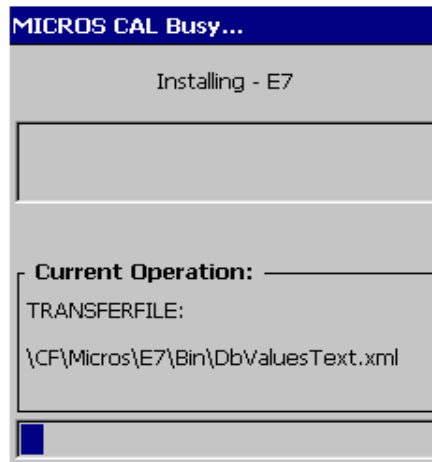 MICROS CAL Busy...
Installing - E7
Current Operation:
TRANSFERFILE:
\CF\Micros\E7\Bin\DbValuesText.xml